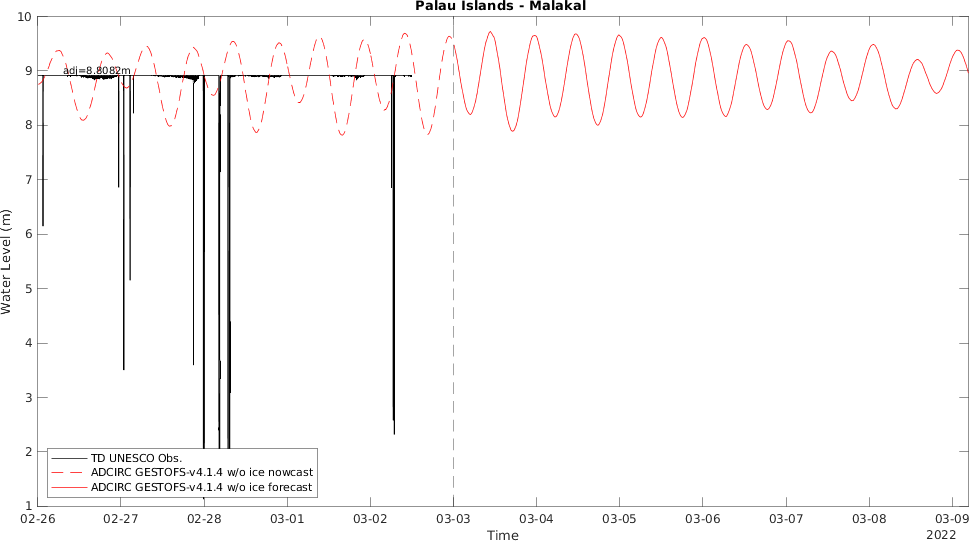 Palau Islands - Malakal
10
9
8
7
6
5
4
3
2
1
Water Level (m)
adj=8.8082m
TD UNESCO Obs.
ADCIRC GESTOFS-v4.1.4 w/o ice nowcast
ADCIRC GESTOFS-v4.1.4 w/o ice forecast
02-26 02-27 02-28 03-01 03-02 03-03 03-04 03-05 03-06 03-07 03-08 03-09
Time
2022